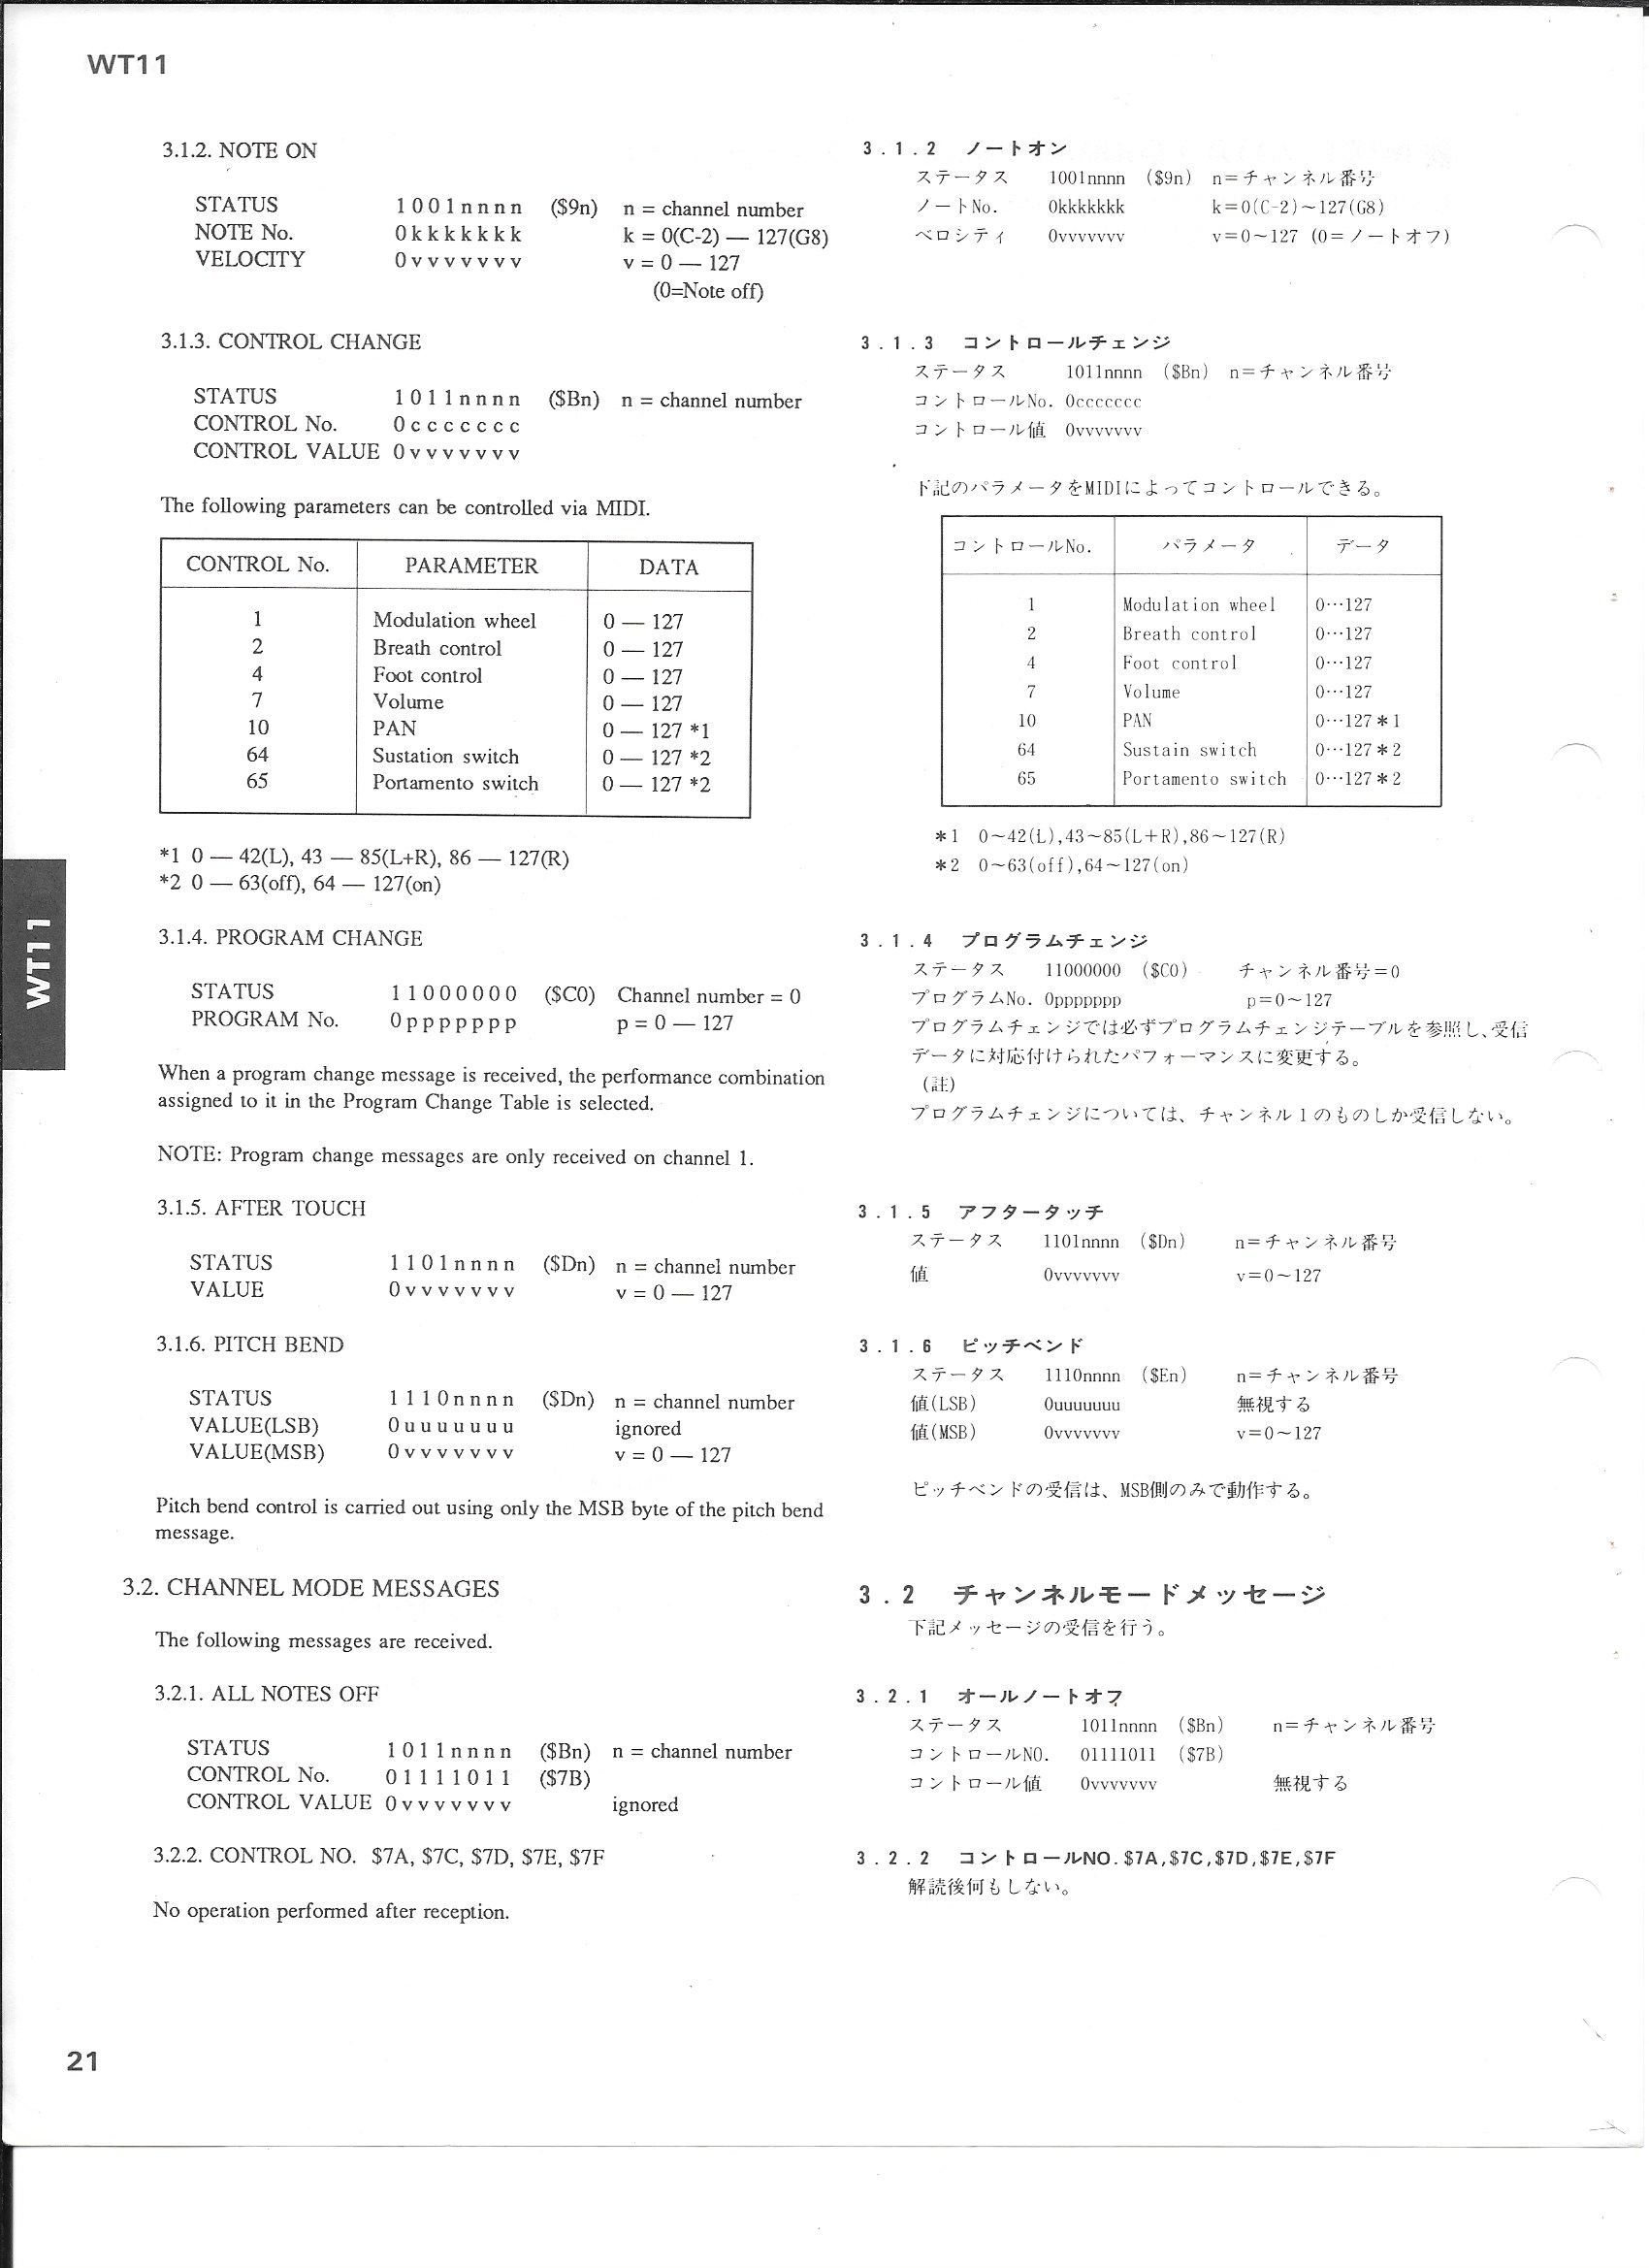 WT11
3.1.2. NOTE ON
STATUS 1001nnnn ($9n) n = channel number
NOTE No. 0kkkkkkk k = 0(C-2) — 127(G8)
VELOCITY 0vvvvvvv v = 0 — 127
(0=Note off)
3.1.3. CONTROL CHANGE
STATUS 1011nnnn ($Bn) n = channel number
CONTROL No. 0ccccccc
CONTROL VALUE 0vvvvvvv
The following parameters can be controlled via MIDI.
CONTROL No. PARAMETER DATA
1 Modulation wheel 0 — 127
2 Breath control 0 — 127
4 Foot control 0 — 127
7 Volume 0 — 127
10 PAN 0 — 127 *1
64 Sustation switch 0 — 127 *2
65 Portamento switch 0 — 127 *2
*1 0 — 42(L), 43 — 85(L+R), 86 — 127(R)
*2 0 — 63(off), 64 — 127(on)
3.1.4. PROGRAM CHANGE
STATUS 11000000 ($C0) Channel number = 0
PROGRAM No. 0ppppppp p = 0 — 127
When a program change message is received, the performance combination
assigned to it in the Program Change Table is selected.
NOTE: Program change messages are only received on channel 1.
3.1.5. AFTER TOUCH
STATUS 1101nnnn ($Dn) n = channel number
VALUE 0vvvvvvv v = 0 — 127
3.1.6. PITCH BEND
STATUS 1110nnnn ($Dn) n = channel number
VALUE(LSB) 0uuuuuuu ignored
VALUE(MSB) 0vvvvvvv v = 0 — 127
Pitch bend control is carried out using only the MSB byte of the pitch bend
message.
3.2. CHANNEL MODE MESSAGES
The following messages are received.
3.2.1. ALL NOTES OFF
STATUS 1011nnnn ($Bn) n = channel number
CONTROL No. 01111011 ($7B)
CONTROL VALUE 0vvvvvvv ignored
3.2.2. CONTROL NO. $7A, $7C, $7D, $7E, $7F
No operation performed after reception.
3.1.2 ノートオン
ステータス 1001nnnn ($9n) n=チャンネル番号
ノートNo. 0kkkkkkk k=0(C-2)~127(G8)
ベロシティ 0vvvvvvv v=0~127 (0=ノートオフ)
3.1.3 コントロールチェンジ
ステータス 1011nnnn ($Bn) n=チャンネル番号
コントロールNo. 0ccccccc
コントロール値 0vvvvvvv
下記のパラメータをMIDIによってコントロールできる。
コントロールNo. パラメータ データ
1 Modulation wheel 0…127
2 Breath control 0…127
4 Foot control 0…127
7 Volume 0…127
10 PAN 0…127*1
64 Sustain switch 0…127*2
65 Portamento switch 0…127*2
*1 0~42(L),43~85(L+R),86~127(R)
*2 0~63(off),64~127(on)
3.1.4 プログラムチェンジ
ステータス 11000000 ($C0) チャンネル番号=0
プログラムNo. 0ppppppp p=0~127
プログラムチェンジでは必ずプログラムチェンジテーブルを参照し、受信
データに対応付けられたパフォーマンスに変更する。
(註)
プログラムチェンジについては、チャンネル1のものしか受信しない。
3.1.5 アフタータッチ
ステータス 1101nnnn ($Dn) n=チャンネル番号
値 0vvvvvvv v=0~127
3.1.6 ピッチベンド
ステータス 1110nnnn ($En) n=チャンネル番号
値(LSB) 0uuuuuuu 無視する
値(MSB) 0vvvvvvv v=0~127
ピッチベンドの受信は、MSB側のみで動作する。
3.2 チャンネルモードメッセージ
下記メッセージの受信を行う。
3.2.1 オールノートオフ
ステータス 1011nnnn ($Bn) n=チャンネル番号
コントロールNO. 01111011 ($7B)
コントロール値 0vvvvvvv 無視する
3.2.2 コントロールNO.$7A,$7C,$7D,$7E,$7F
解読後何もしない。
WT11
21